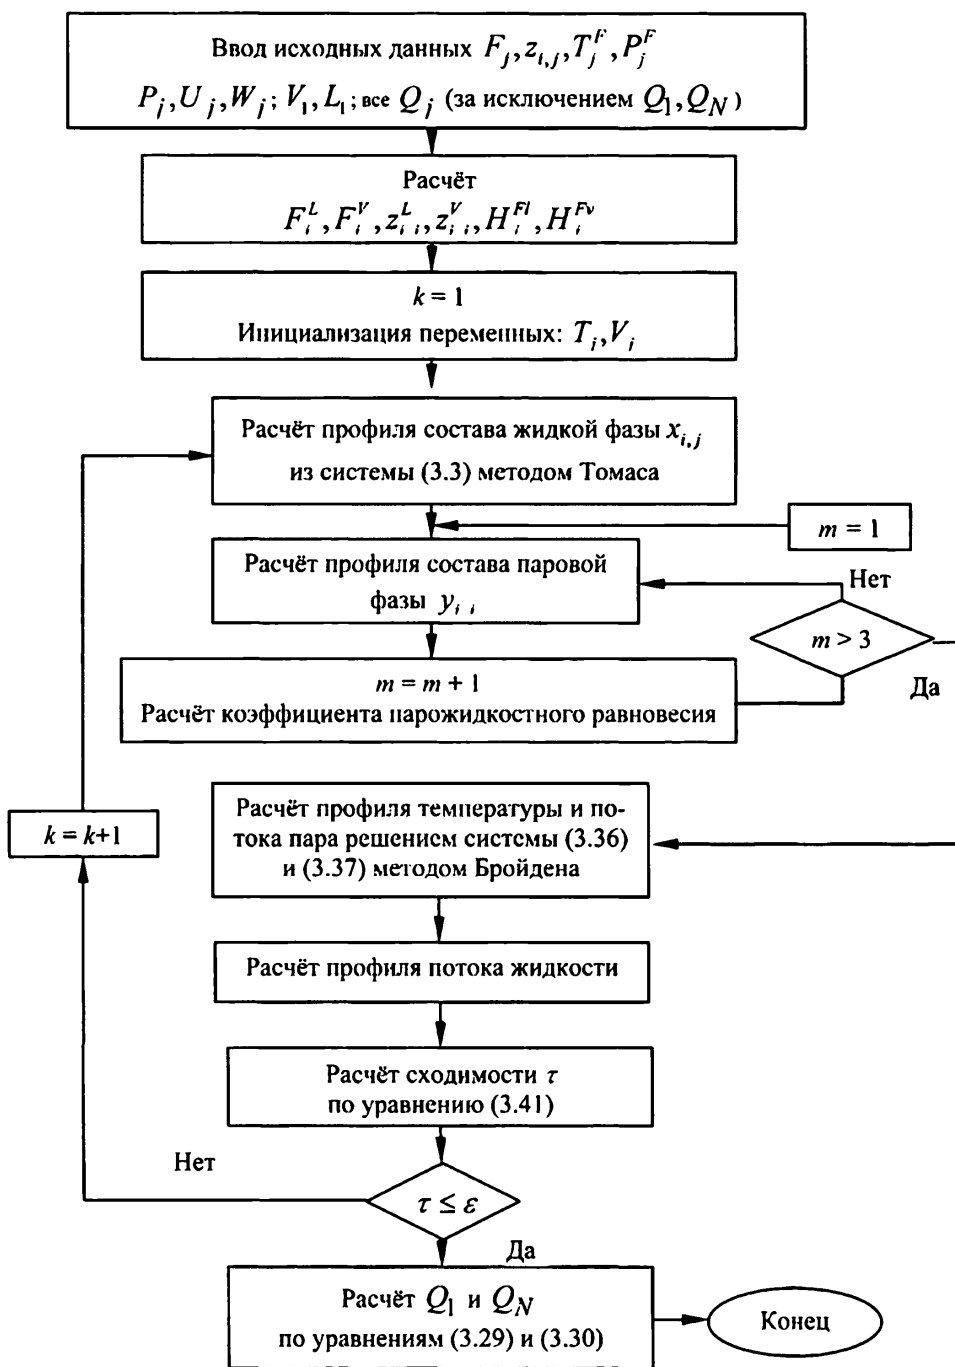 Ввод исходных данных F_j, z_{i,j}, T_j^F, P_j^F
P_j, U_j, W_j; V_1, L_1; все Q_j (за исключением Q_1, Q_N)
Расчёт
F_i^L, F_i^V, z_{i i}^L, z_{i i}^V, H_i^{Fl}, H_i^{Fv}
k = 1
Инициализация переменных: T_i, V_i
Расчёт профиля состава жидкой фазы x_{i,j}
из системы (3.3) методом Томаса
m = 1
Расчёт профиля состава паровой
фазы y_{i i}
Нет
m > 3
Да
m = m + 1
Расчёт коэффициента парожидкостного равновесия
Расчёт профиля температуры и по-
тока пара решением системы (3.36)
и (3.37) методом Бройдена
k = k+1
Расчёт профиля потока жидкости
Расчёт сходимости τ
по уравнению (3.41)
Нет
τ ≤ ε
Да
Расчёт Q_1 и Q_N
по уравнениям (3.29) и (3.30)
Конец